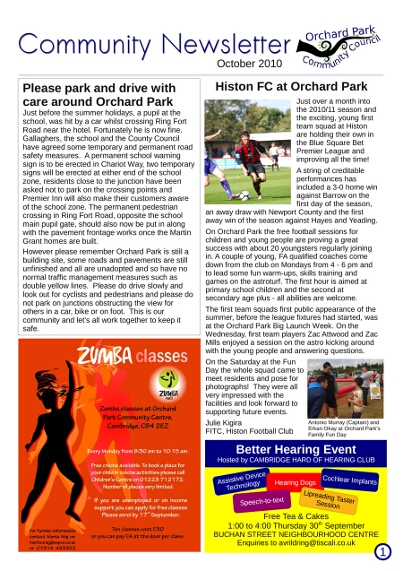 Community Newsletter
October 2010
Orchard Park
Community Council
Please park and drive with
care around Orchard Park
Just before the summer holidays, a pupil at the
school, was hit by a car whilst crossing Ring Fort
Road near the hotel. Fortunately he is now fine.
Gallaghers, the school and the County Council
have agreed some temporary and permanent road
safety measures.  A permanent school warning
sign is to be erected in Chariot Way, two temporary
signs will be erected at either end of the school
zone, residents close to the junction have been
asked not to park on the crossing points and
Premier Inn will also make their customers aware
of the school zone. The permanent pedestrian
crossing in Ring Fort Road, opposite the school
main pupil gate, should also now be put in along
with the pavement frontage works once the Martin
Grant homes are built.
However please remember Orchard Park is still a
building site, some roads and pavements are still
unfinished and all are unadopted and so have no
normal traffic management measures such as
double yellow lines.  Please do drive slowly and
look out for cyclists and pedestrians and please do
not park on junctions obstructing the view for
others in a car, bike or on foot.  This is our
community and let's all work together to keep it
safe.
ZUMBA classes
Zumba classes at Orchard
Park Community Centre,
Cambridge, CB4 2EZ
Every Monday from 9:30 am to 10:15 am.
Free crèche available. To book a place for
your child in crèche activities please call
Children's Centre on 01223 712172.
Number of places very limited.
If you are unemployed or on income
support you can apply for free classes
Please enrol by 17th September.
Ten classes cost £30
or you can pay £4 at the door per class
For further information
contact Marta on
Histon FC at Orchard Park
Just over a month into
the 2010/11 season and
the exciting, young first
team squad at Histon
are holding their own in
the Blue Square Bet
Premier League and
improving all the time!
A string of creditable
performances has
included a 3-0 home win
against Barrow on the
first day of the season,
an away draw with Newport County and the first
away win of the season against Hayes and Yeading.
On Orchard Park the free football sessions for
children and young people are proving a great
success with about 20 youngsters regularly joining
in. A couple of young, FA qualified coaches come
down from the club on Mondays from 4 - 6 pm and
to lead some fun warm-ups, skills training and
games on the astroturf. The first hour is aimed at
primary school children and the second at
secondary age plus - all abilities are welcome.
The first team squads first public appearance of the
summer, before the league fixtures had started, was
at the Orchard Park Big Launch Week. On the
Wednesday, first team players Zac Attwood and Zac
Mills enjoyed a session on the astro kicking around
with the young people and answering questions.
On the Saturday at the Fun
Day the whole squad came to
meet residents and pose for
photographs!  They were all
very impressed with the
facilities and look forward to
supporting future events.
Julie Kigira
FITC, Histon Football Club
Antonio Murray (Captain) and
Erkan Okay at Orchard Park's
Family Fun Day
Better Hearing Event
Hosted by CAMBRIDGE HARD OF HEARING CLUB
Assistive Device
Technology
Hearing Dogs
Cochlear Implants
Speech-to-text
Lipreading Taster
Session
Free Tea & Cakes
1:00 to 4:00 Thursday 30th September
BUCHAN STREET NEIGHBOURHOOD CENTRE
Enquiries to avrildring@tiscali.co.uk
1